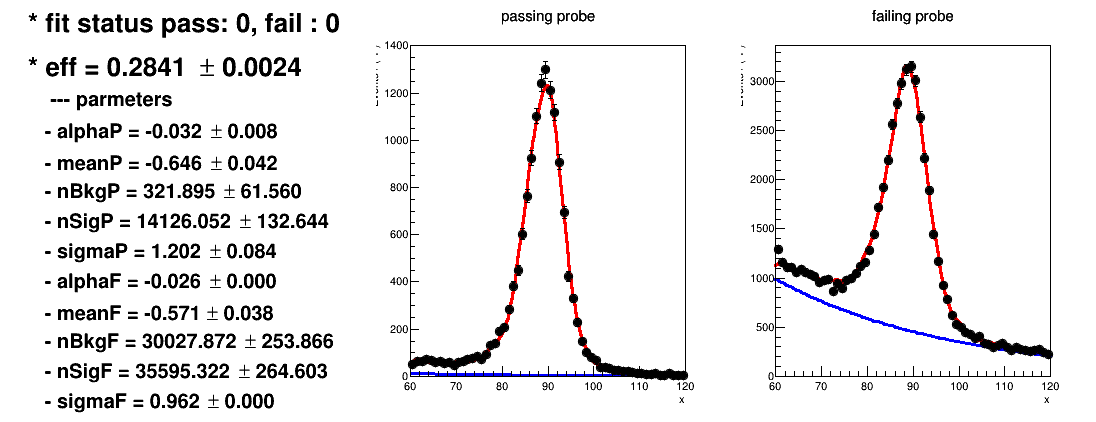 * fit status pass: 0, fail : 0
* eff = 0.2841 ± 0.0024
--- parmeters
- alphaP = -0.032 ± 0.008
- meanP = -0.646 ± 0.042
- nBkgP = 321.895 ± 61.560
- nSigP = 14126.052 ± 132.644
- sigmaP = 1.202 ± 0.084
- alphaF = -0.026 ± 0.000
- meanF = -0.571 ± 0.038
- nBkgF = 30027.872 ± 253.866
- nSigF = 35595.322 ± 264.603
- sigmaF = 0.962 ± 0.000
passing probe
1400
1200
1000
800
600
400
200
0
60 70 80 90 100 110 120
x
failing probe
3000
2500
2000
1500
1000
500
0
60 70 80 90 100 110 120
x